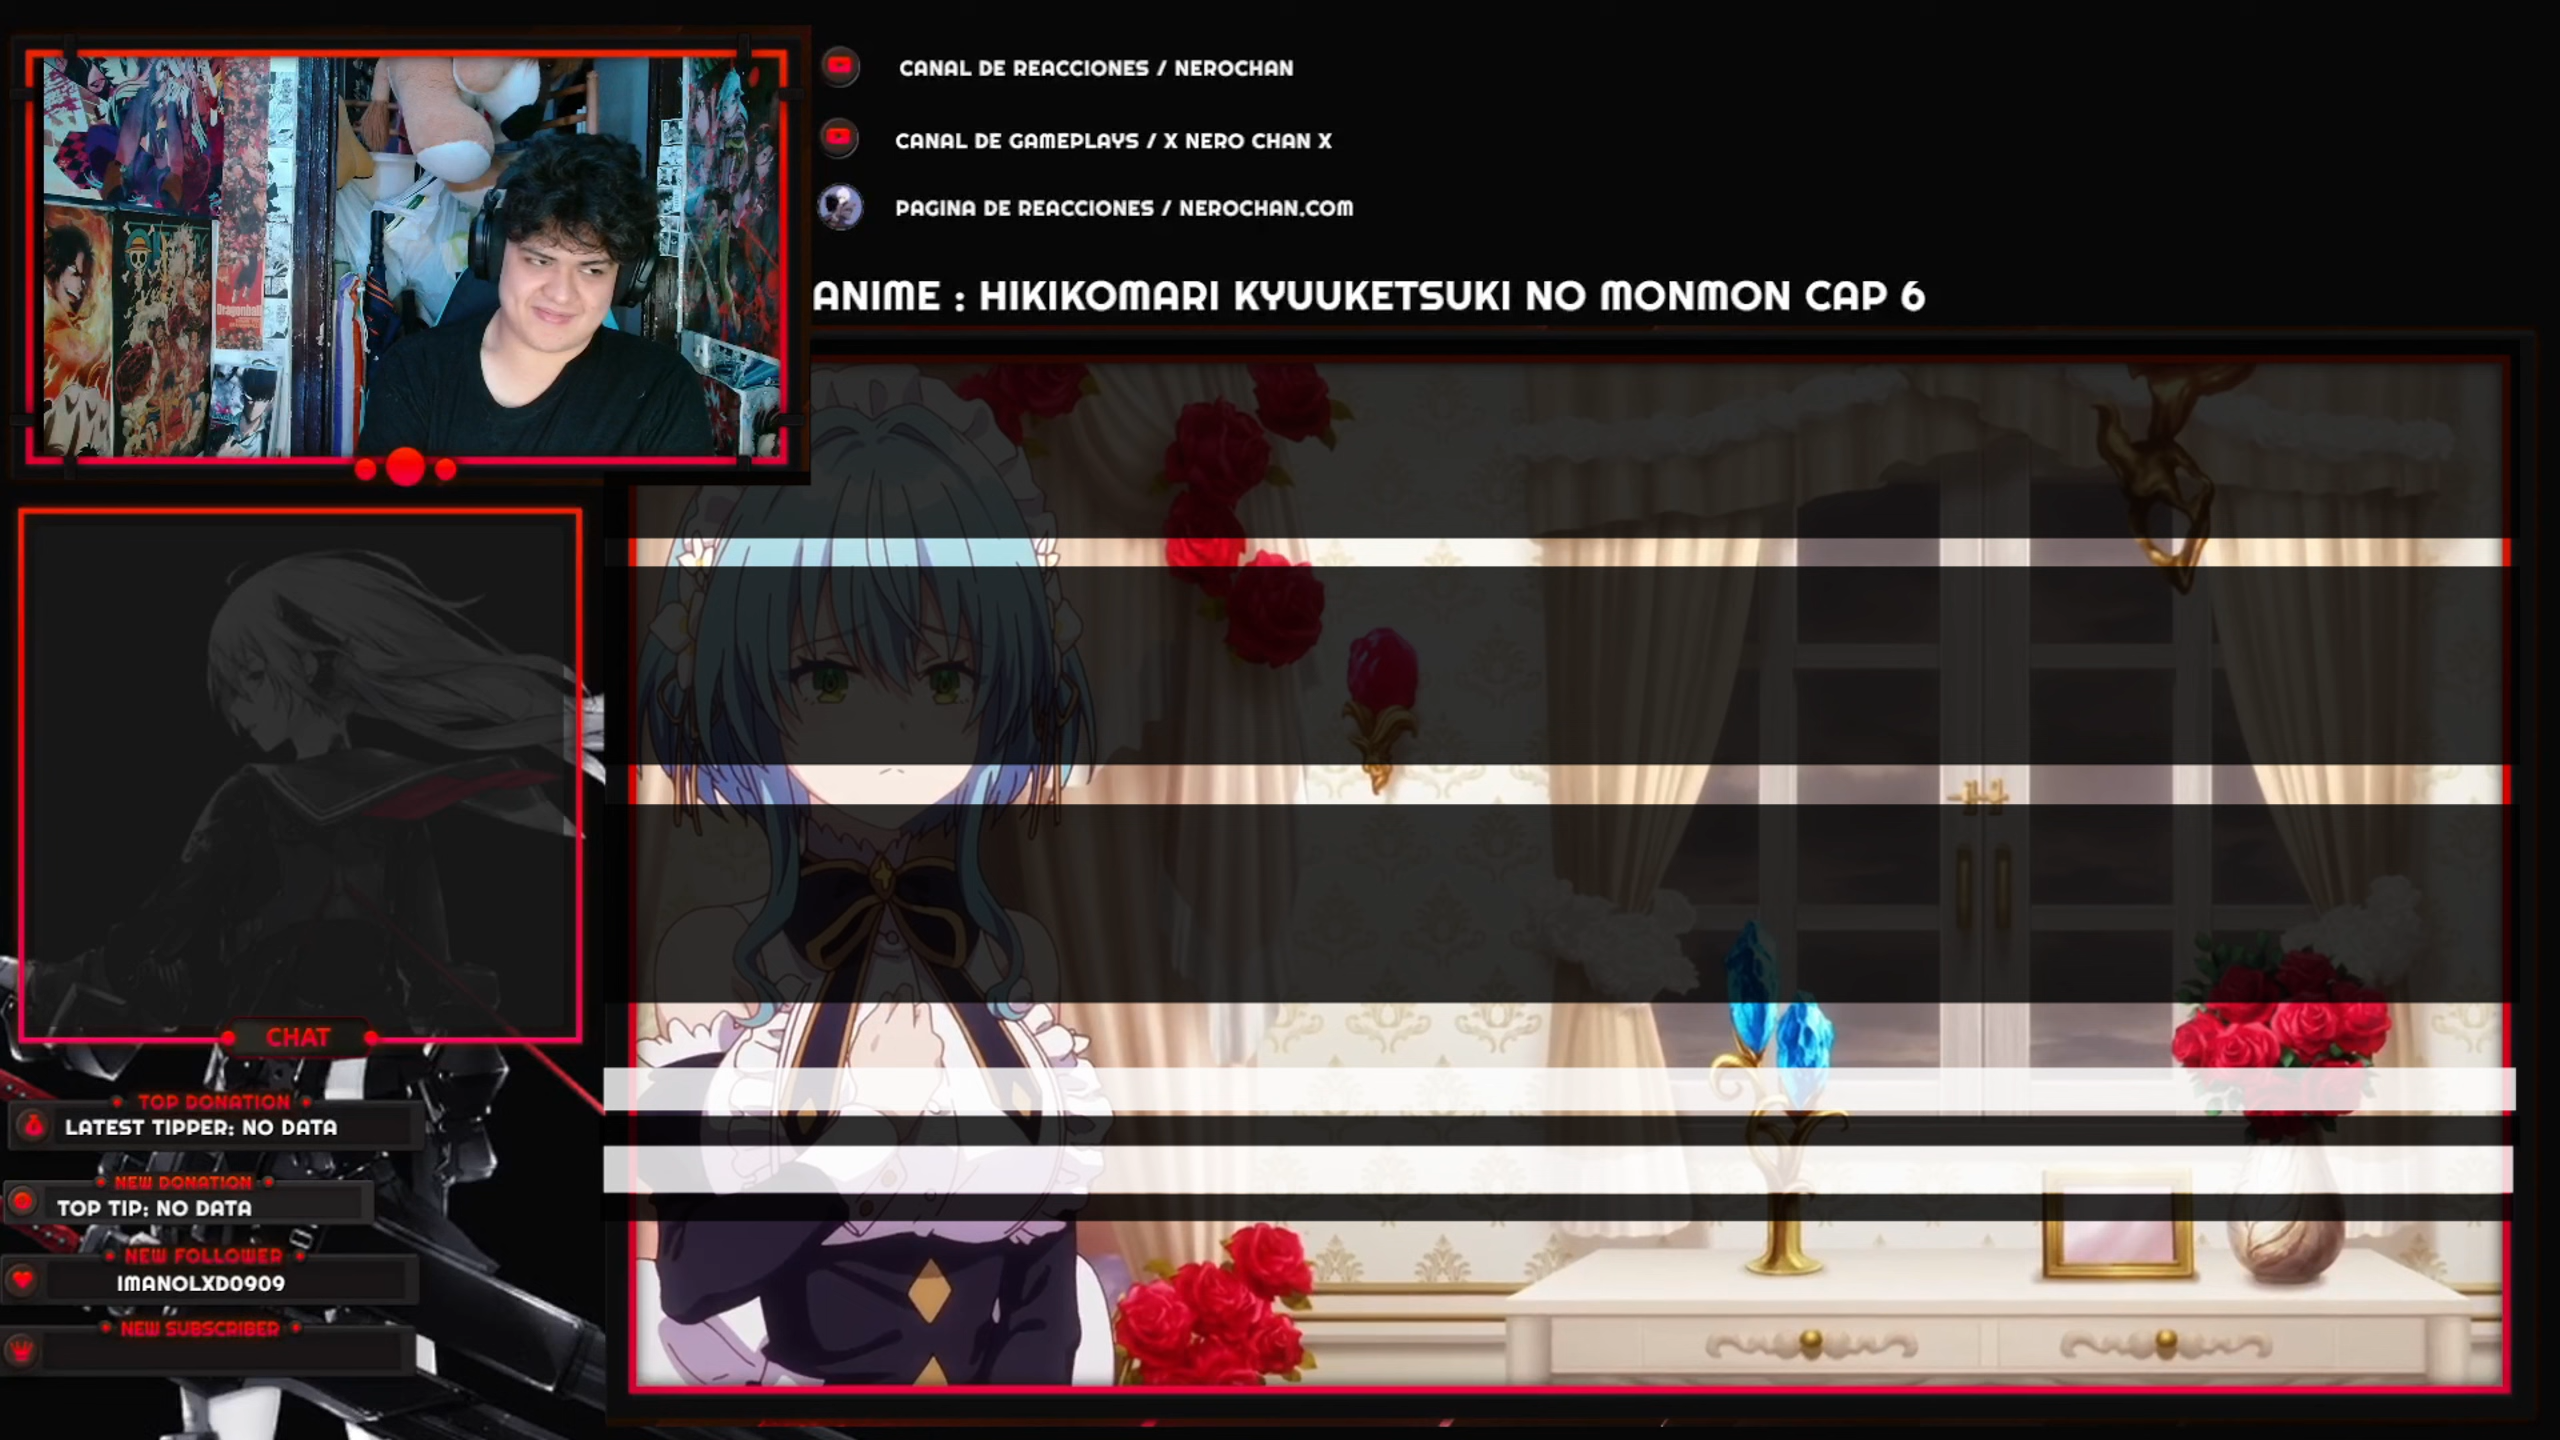 CANAL DE REACCIONES / NEROCHAN
CANAL DE GAMEPLAYS / X NERO CHAN X
PAGINA DE REACCIONES / NEROCHAN.COM
ANIME : HIKIKOMARI KYUUKETSUKI NO MONMON CAP 6
Dragonball
CHAT
TOP DONATION
LATEST TIPPER: NO DATA
NEW DONATION
TOP TIP: NO DATA
NEW FOLLOWER
IMANOLXD0909
NEW SUBSCRIBER